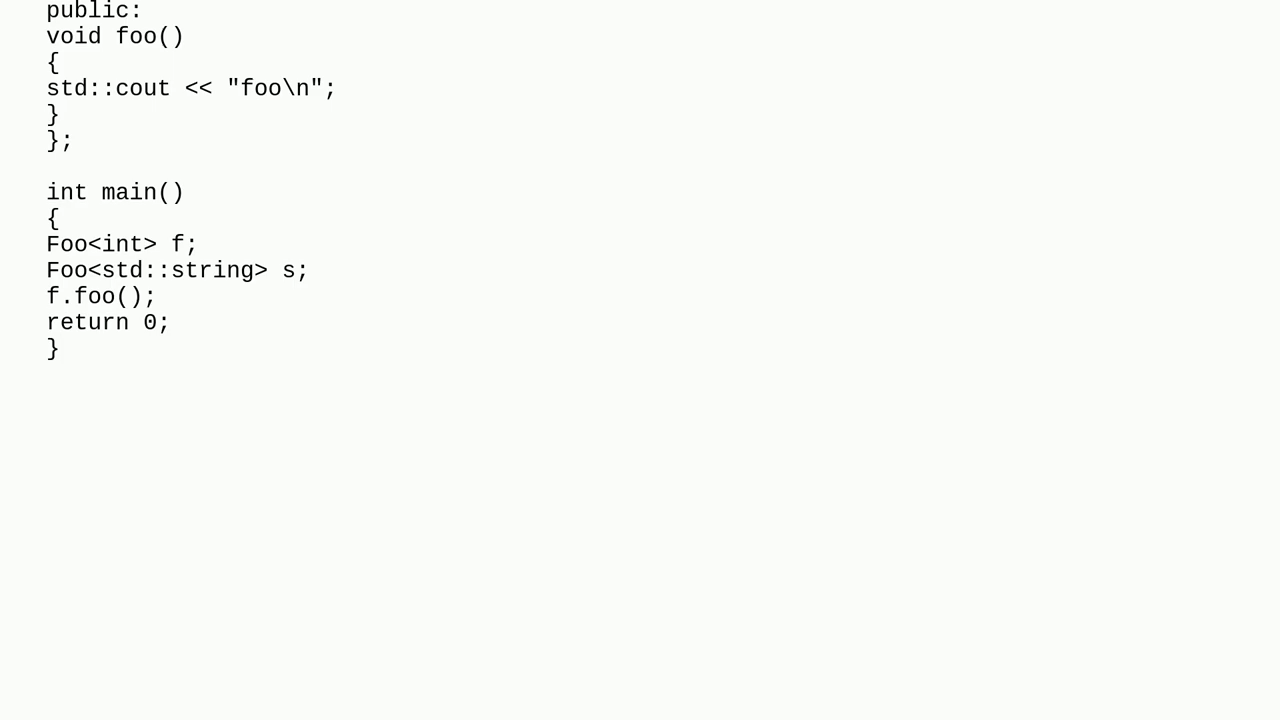 public:
void foo()
{
std::cout << "foo\n";
}
};

int main()
{
Foo<int> f;
Foo<std::string> s;
f.foo();
return 0;
}